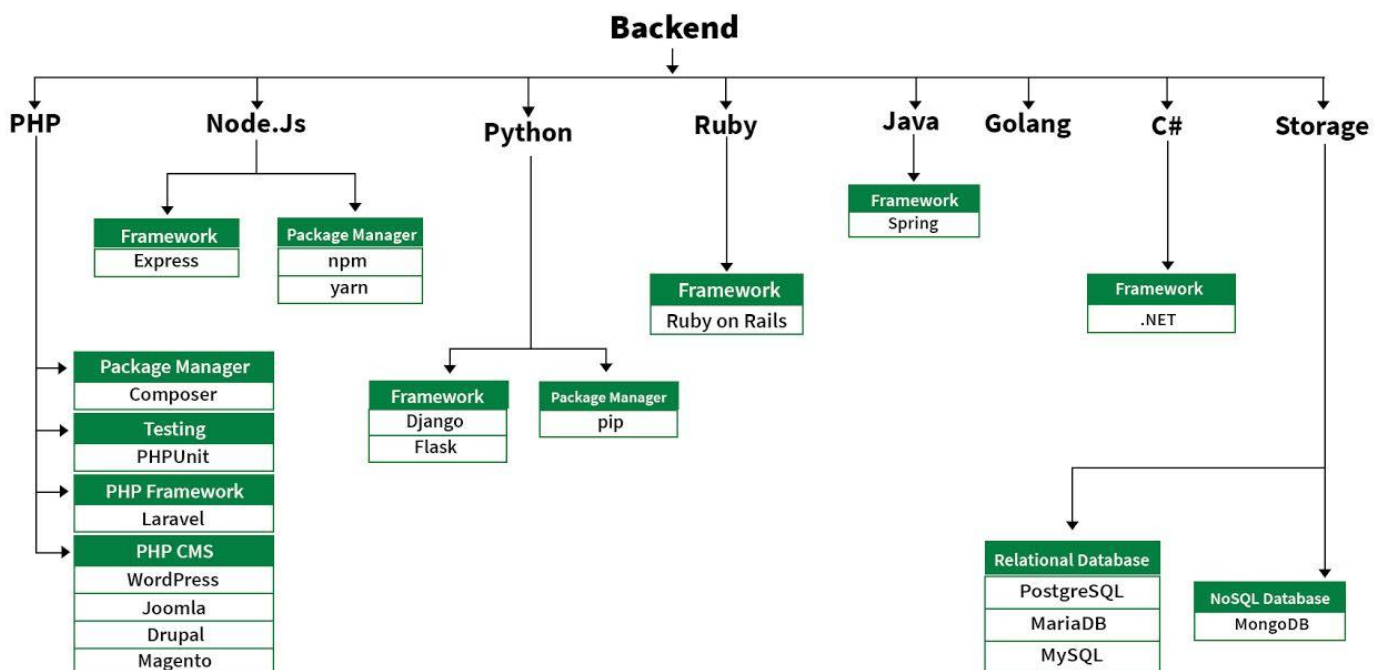 Backend
PHP
Node.Js
Python
Ruby
Java
Golang
C#
Storage
Framework
Express
Package Manager
npm
yarn
Framework
Spring
Framework
Ruby on Rails
Framework
.NET
Package Manager
Composer
Testing
PHPUnit
PHP Framework
Laravel
PHP CMS
WordPress
Joomla
Drupal
Magento
Framework
Django
Flask
Package Manager
pip
Relational Database
PostgreSQL
MariaDB
MySQL
NoSQL Database
MongoDB